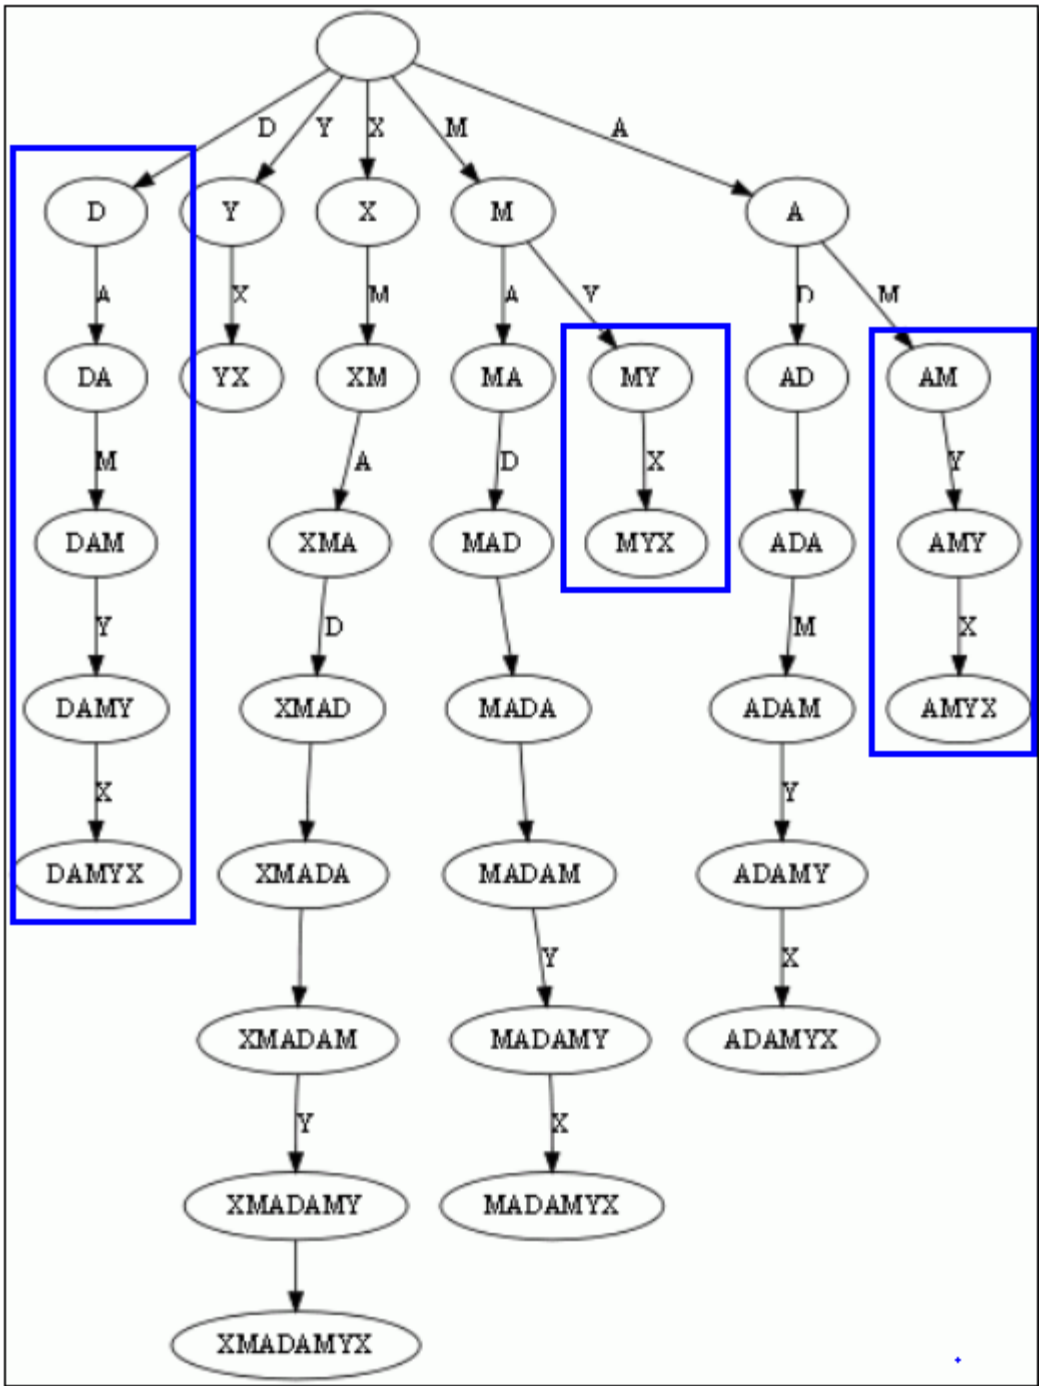 D Y X M A
D Y X M A
A X M A Y D M
DA YX XM MA MY AD AM
M A D X Y
DAM XMA MAD MYX ADA AMY
Y D M X
DAMY XMAD MADA ADAM AMYX
X Y
DAMYX XMADA MADAM ADAMY
Y X
XMADAM MADAMY ADAMYX
Y X
XMADAMY MADAMYX
XMADAMYX